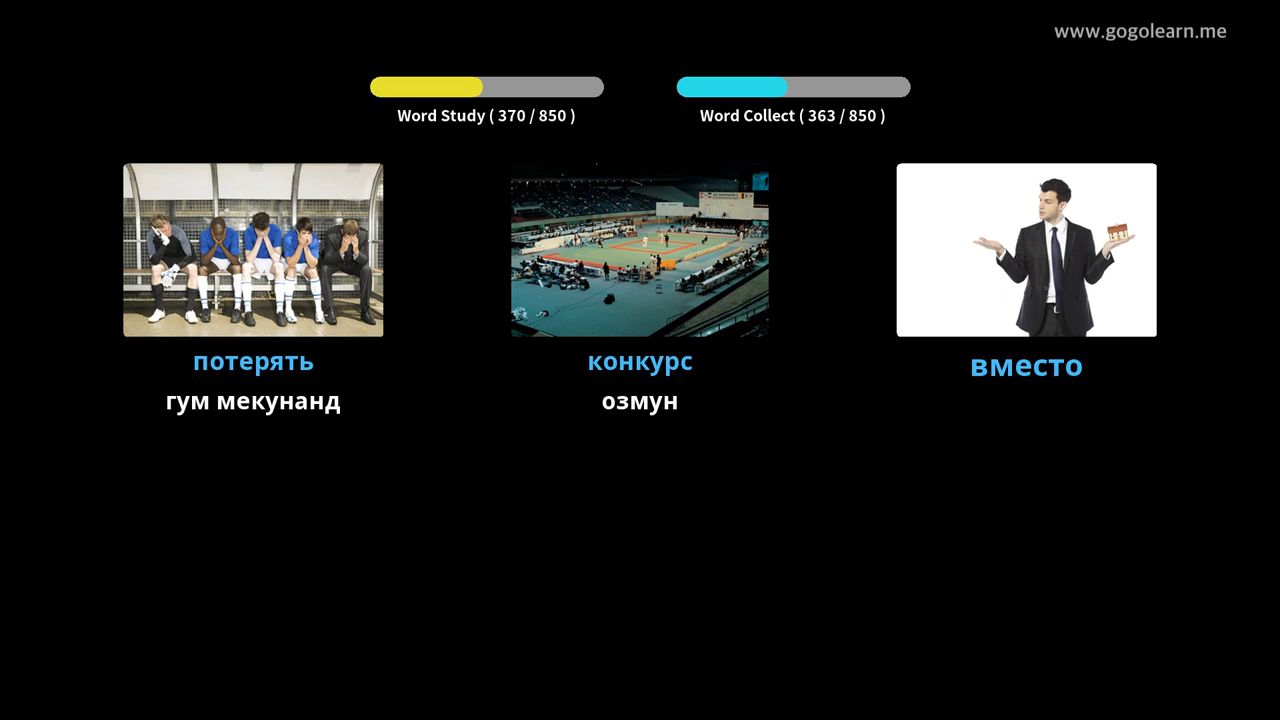 www.gogolearn.me
Word Study ( 370 / 850 )
Word Collect ( 363 / 850 )
потерять
гум мекунанд
конкурс
озмун
вместо